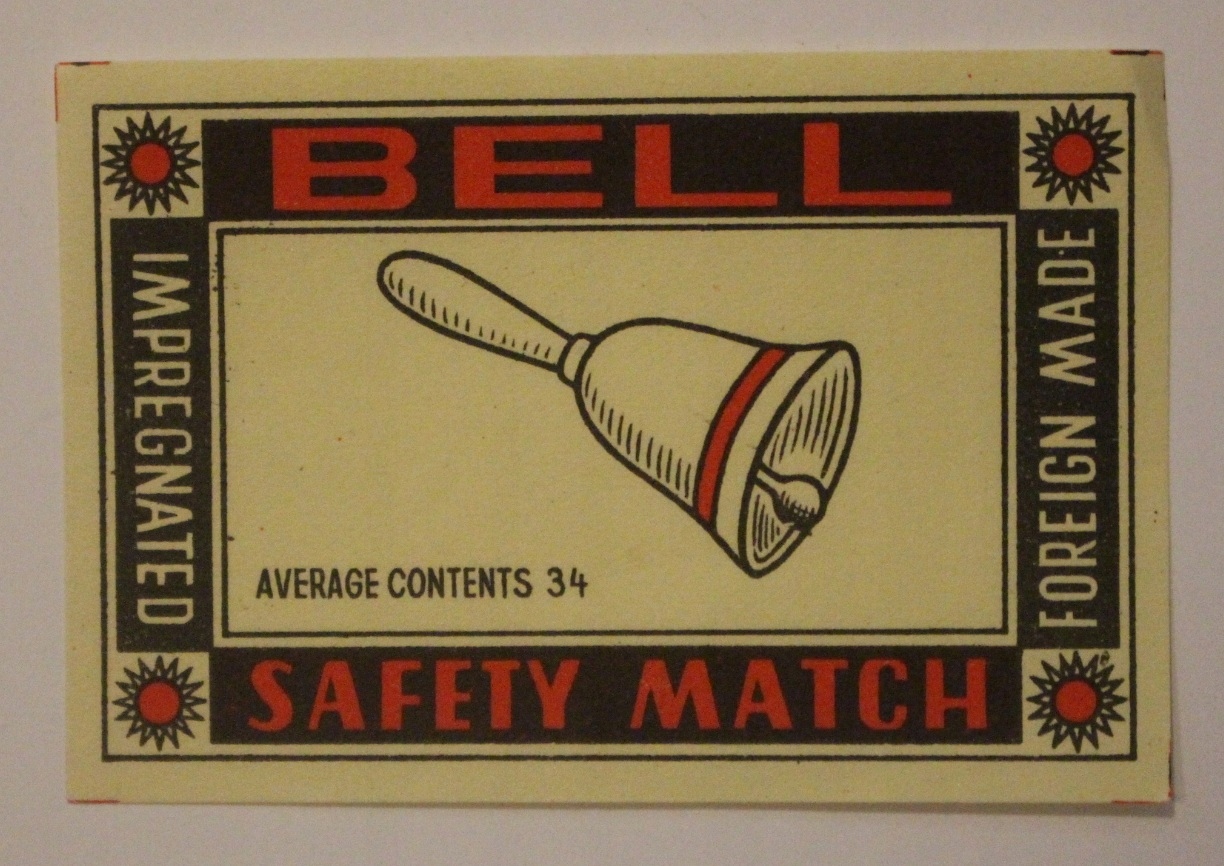 BELL
IMPREGNATED
FOREIGN MADE
AVERAGE CONTENTS 34
SAFETY MATCH